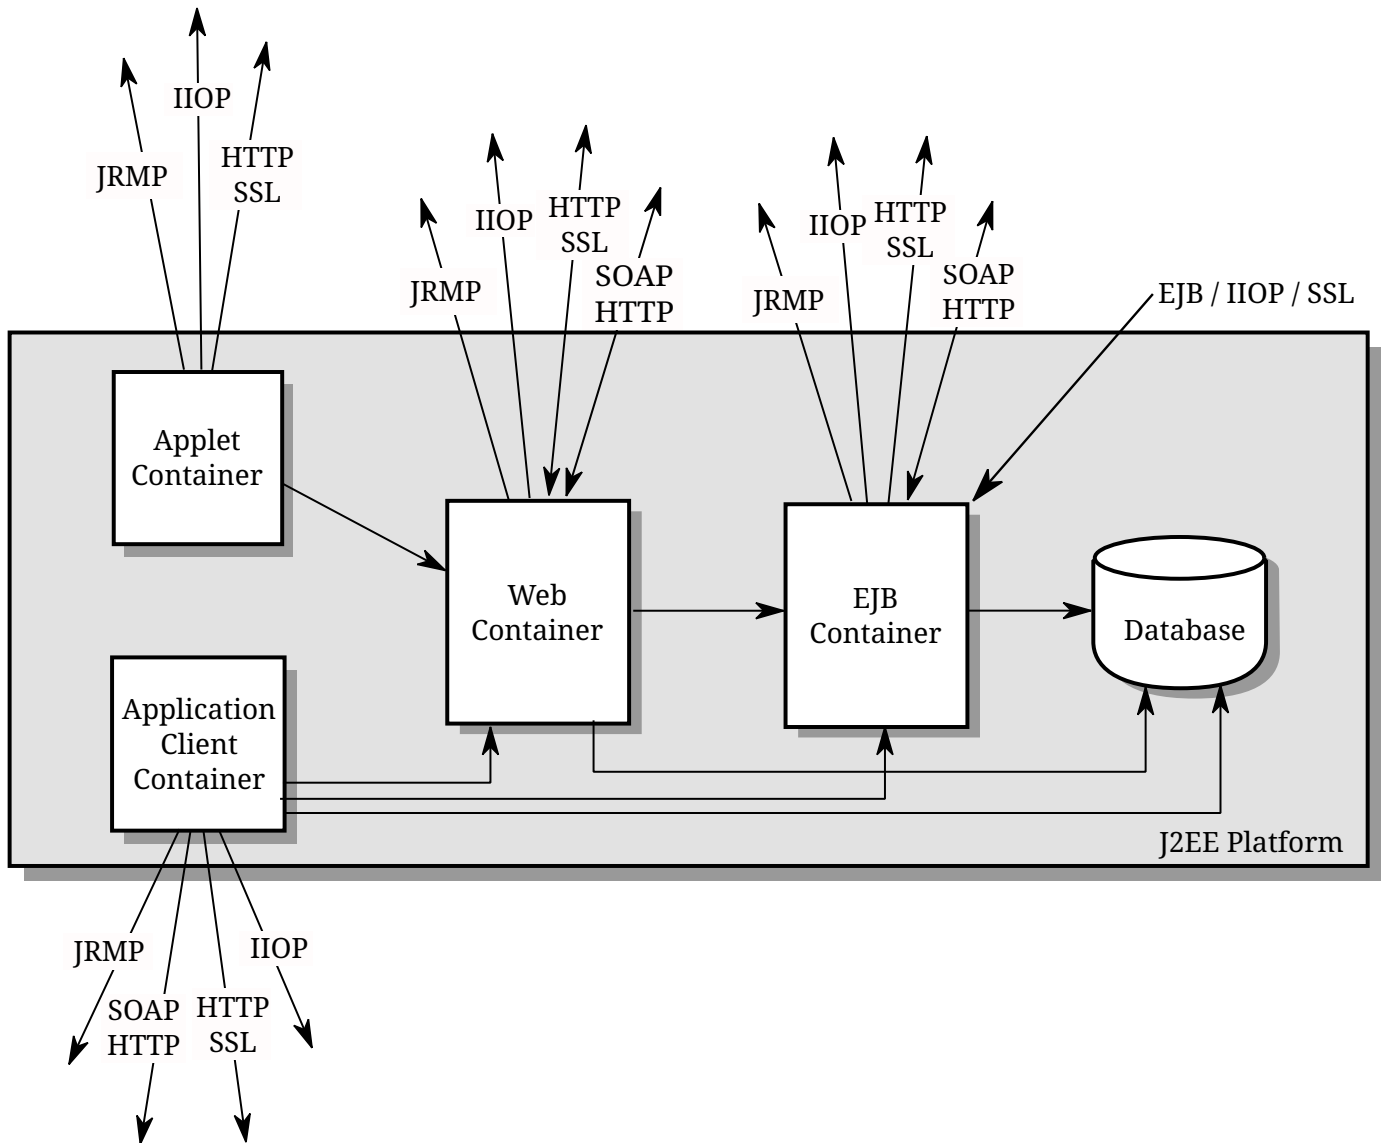 IIOP
JRMP
HTTP
SSL
IIOP
HTTP
SSL
JRMP
SOAP
HTTP
IIOP
HTTP
SSL
JRMP
SOAP
HTTP
EJB / IIOP / SSL
Applet
Container
Web
Container
EJB
Container
Database
Application
Client
Container
J2EE Platform
JRMP
IIOP
SOAP
HTTP
HTTP
SSL